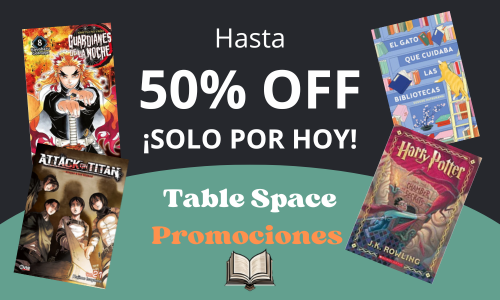 Hasta
50% OFF
¡SOLO POR HOY!
Table Space
Promociones
8
GUARDIANES
DE LA NOCHE
ATTACK ON TITAN
EL GATO
QUE CUIDABA
LAS
BIBLIOTECAS
Harry Potter
J.K. ROWLING